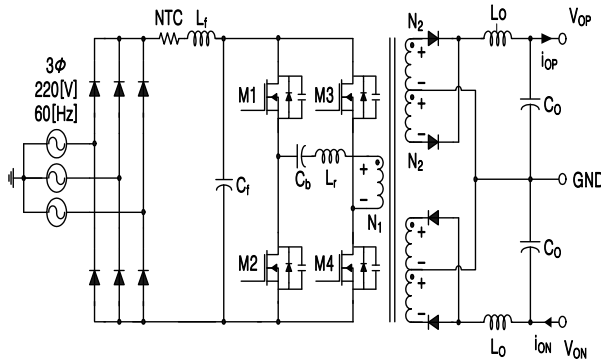 NTC
Lf
N2
Lo
VOP
iOP
3Φ
220[V]
60[Hz]
M1
M3
Co
N2
Cb
Lr
Cf
N1
GND
M2
M4
Co
Lo
iON
VON